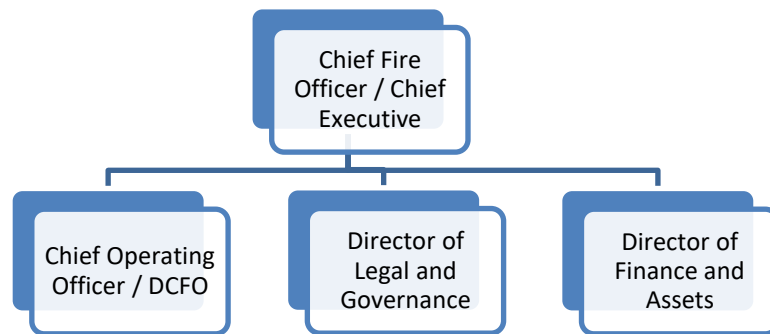 Chief Fire
Officer / Chief
Executive
Chief Operating
Officer / DCFO
Director of
Legal and
Governance
Director of
Finance and
Assets